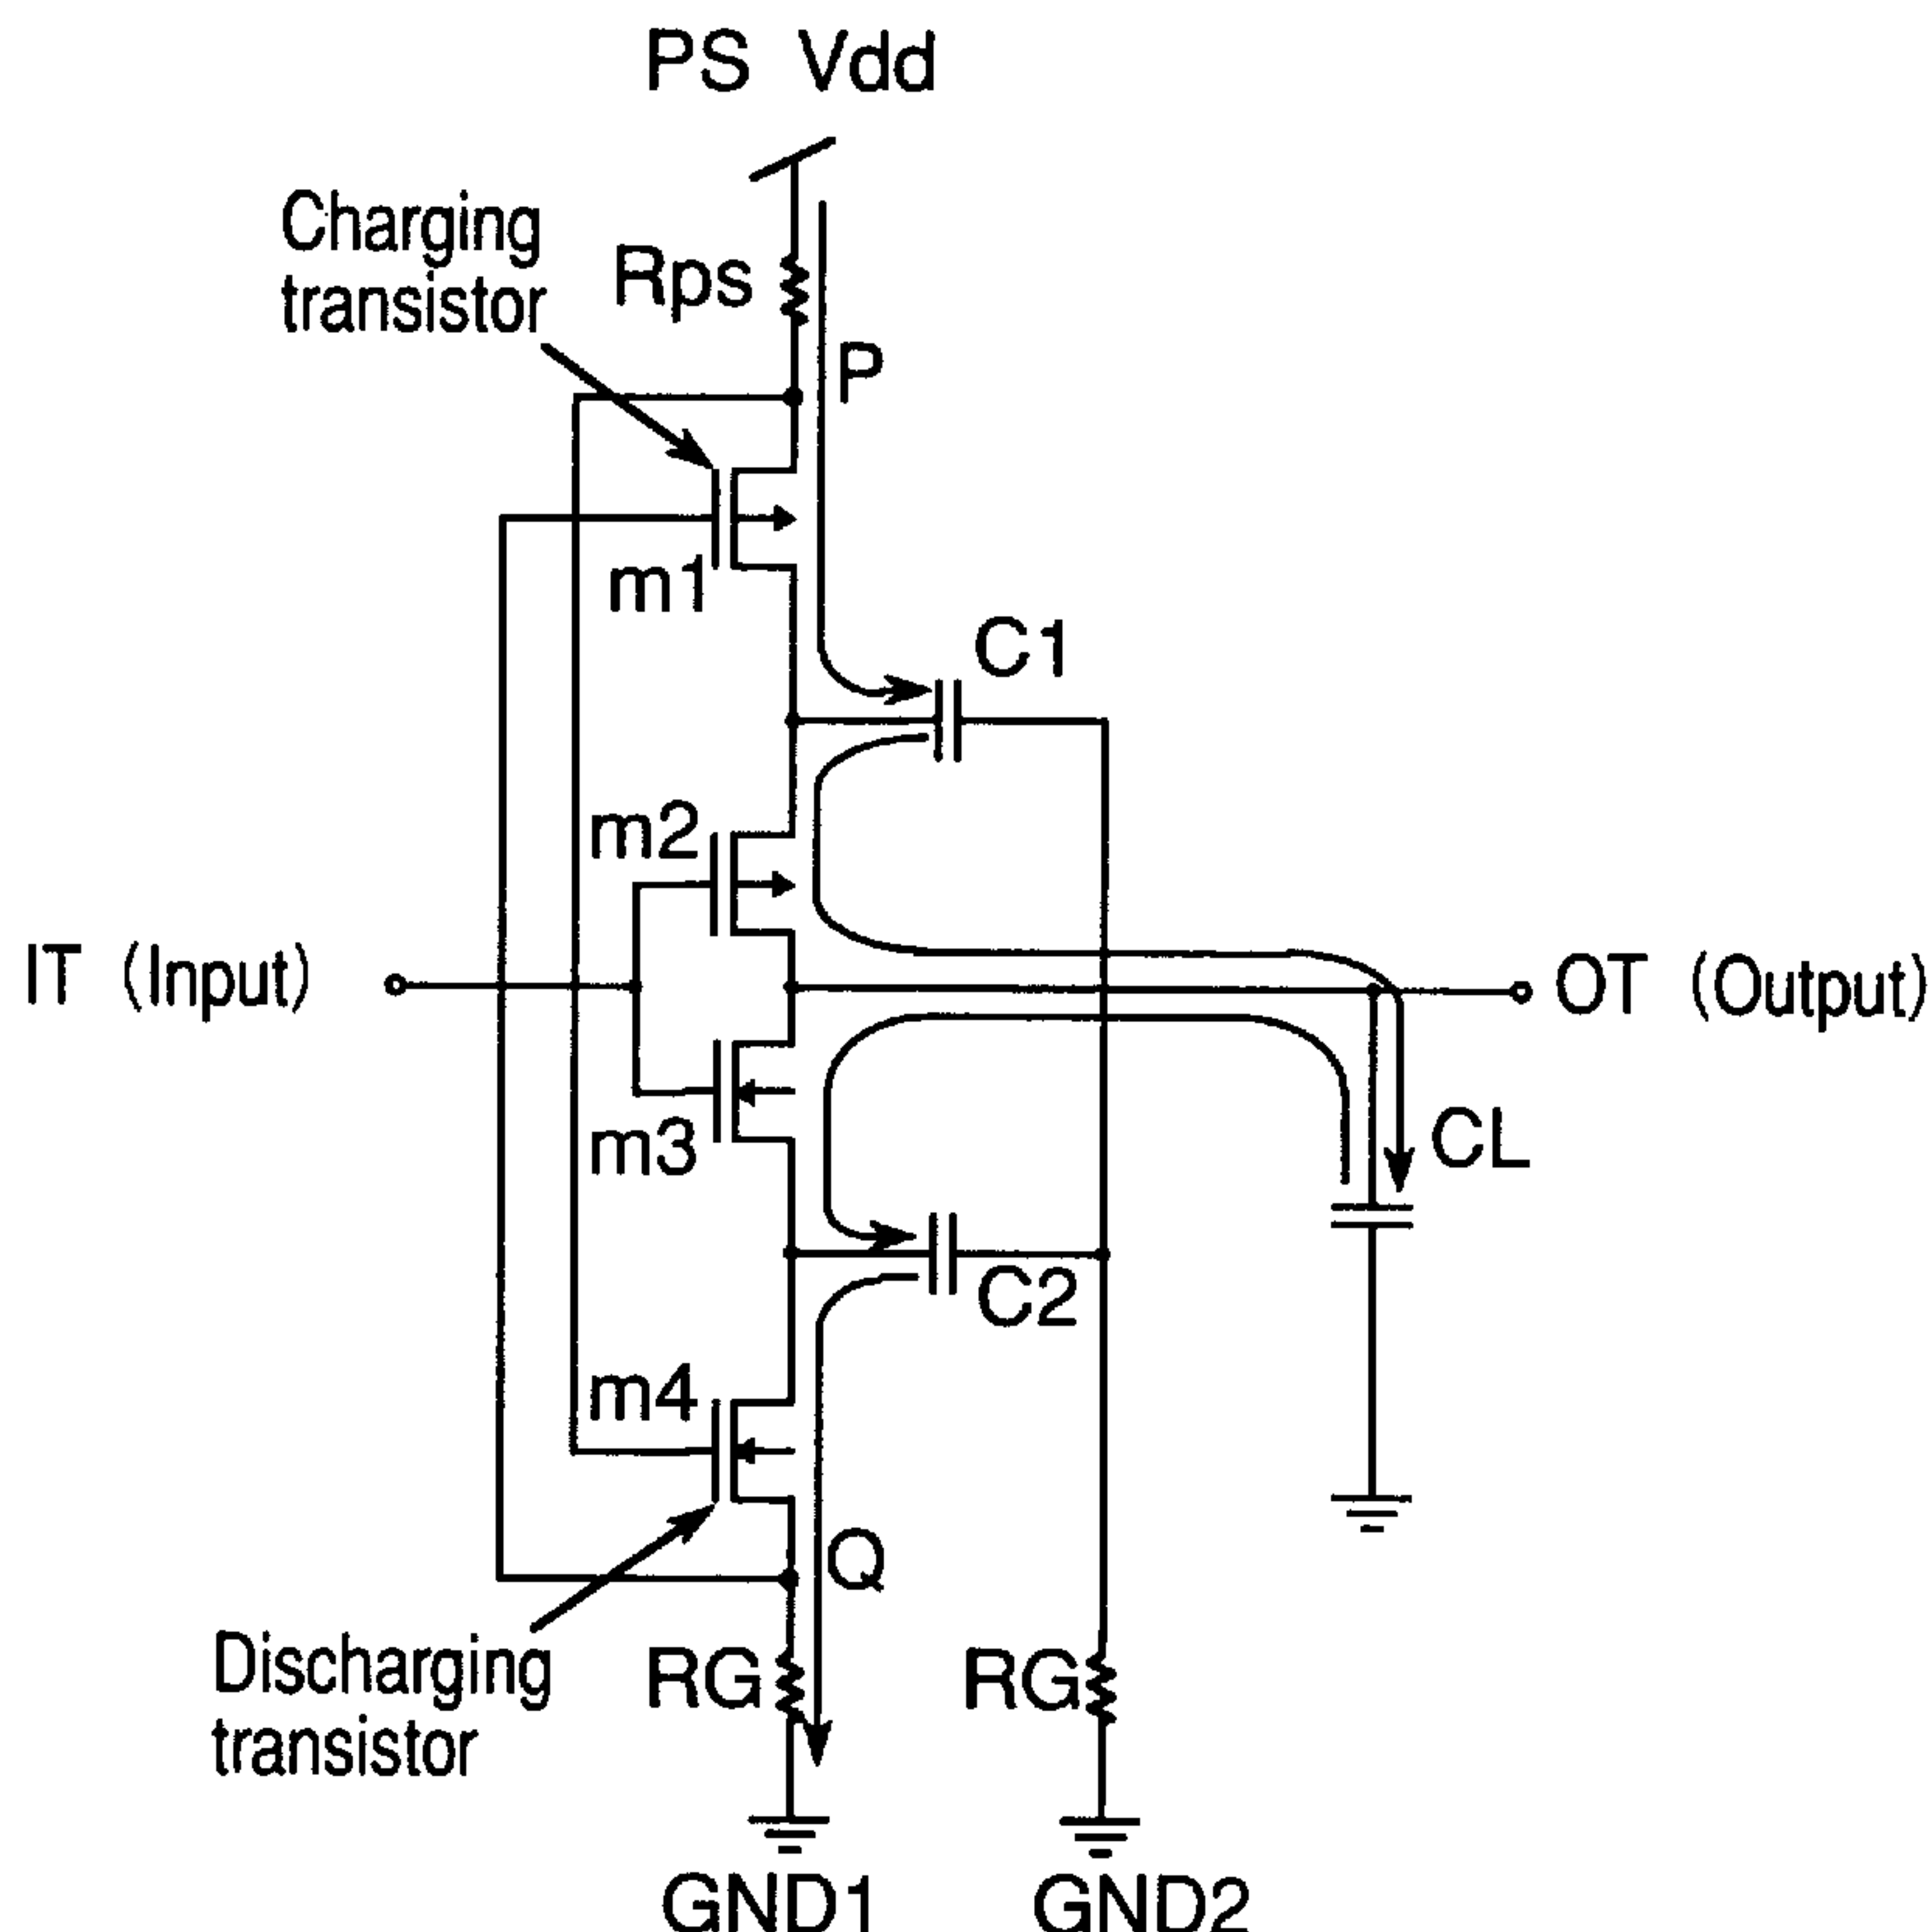 PS Vdd
Charging
transistor
Rps
P
m1
C1
m2
IT (Input)
OT (Output)
m3
CL
C2
m4
Q
Discharging
transistor
RG
RG
GND1
GND2